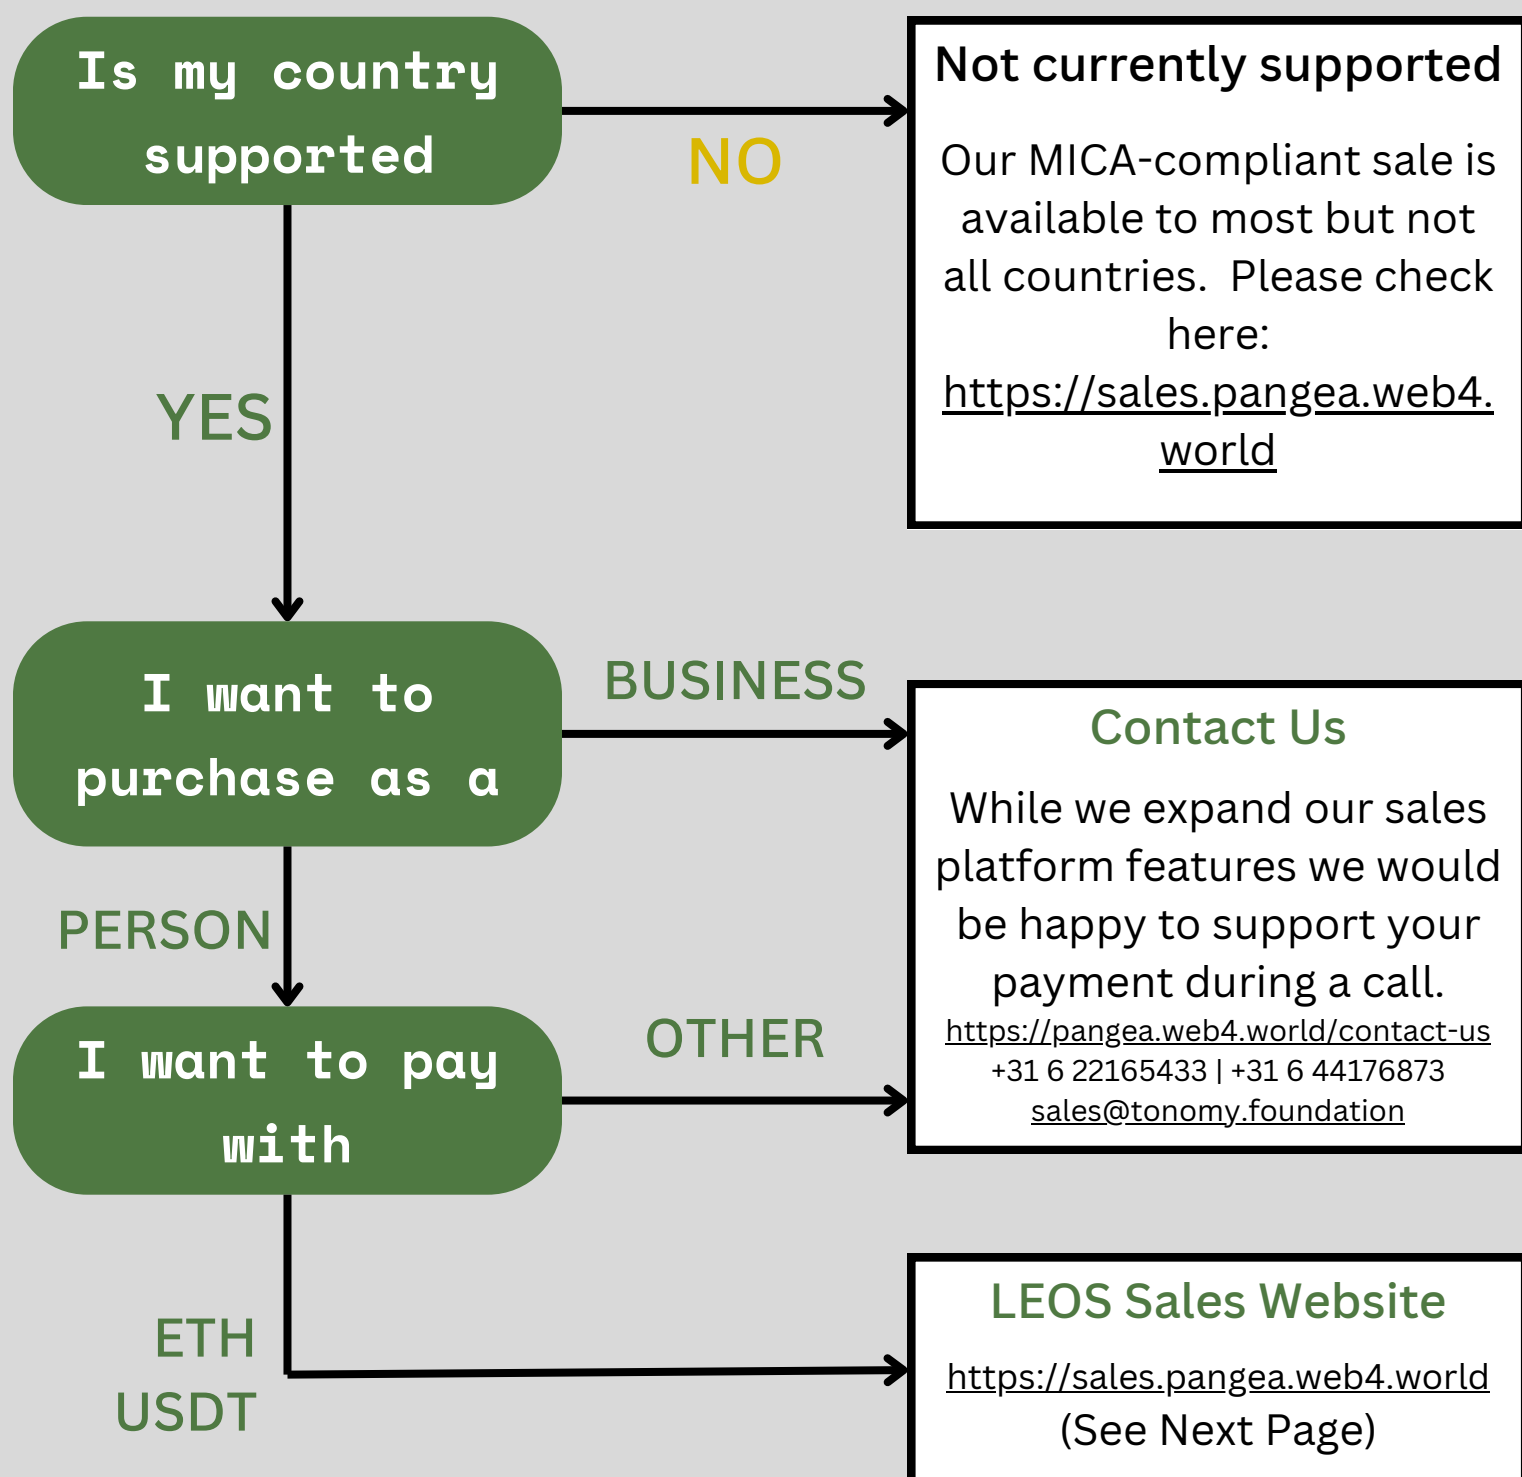 Is my country
supported
NO
Not currently supported
Our MICA-compliant sale is
available to most but not
all countries.  Please check
here:
https://sales.pangea.web4.
world
YES
I want to
purchase as a
BUSINESS
Contact Us
While we expand our sales
platform features we would
be happy to support your
payment during a call.
https://pangea.web4.world/contact-us
+31 6 22165433 | +31 6 44176873
sales@tonomy.foundation
PERSON
I want to pay
with
OTHER
ETH
USDT
LEOS Sales Website
https://sales.pangea.web4.world
(See Next Page)